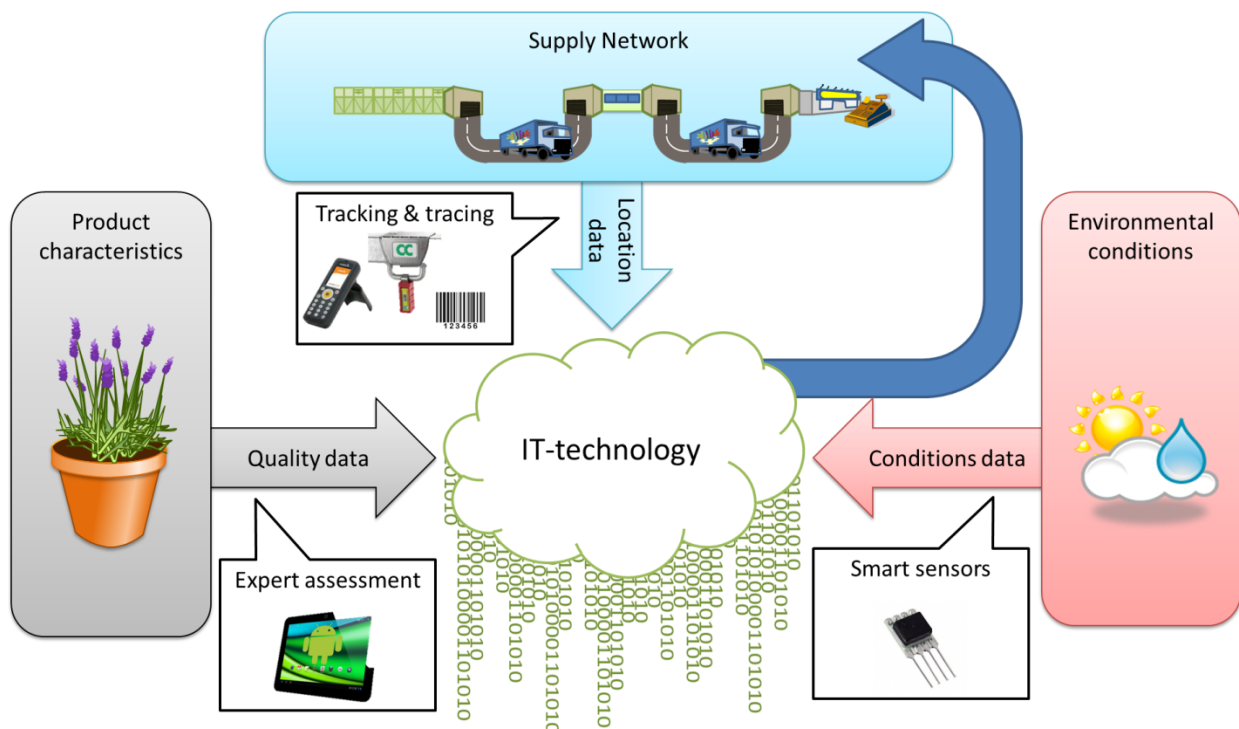 Supply Network
Tracking & tracing
CC
123456
Location
data
Product
characteristics
Environmental
conditions
IT-technology
Quality data
Conditions data
Expert assessment
Smart sensors